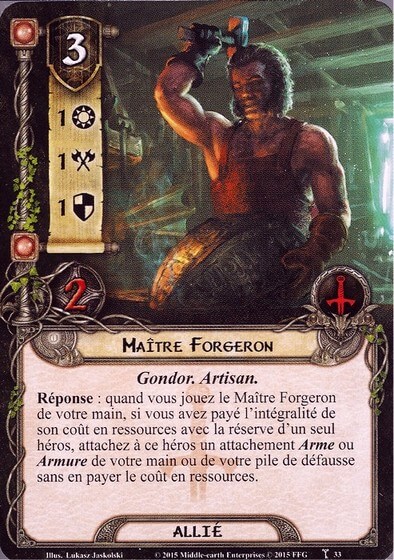 3
1
1
1
2
Maître Forgeron
Gondor. Artisan.
Réponse : quand vous jouez le Maître Forgeron
de votre main, si vous avez payé l'intégralité de
son coût en ressources avec la réserve d'un seul
héros, attachez à ce héros un attachement Arme ou
Armure de votre main ou de votre pile de défausse
sans en payer le coût en ressources.
Allié
Illus. Lukasz Jaskolski © 2015 Middle-earth Enterprises © 2015 FFG 33